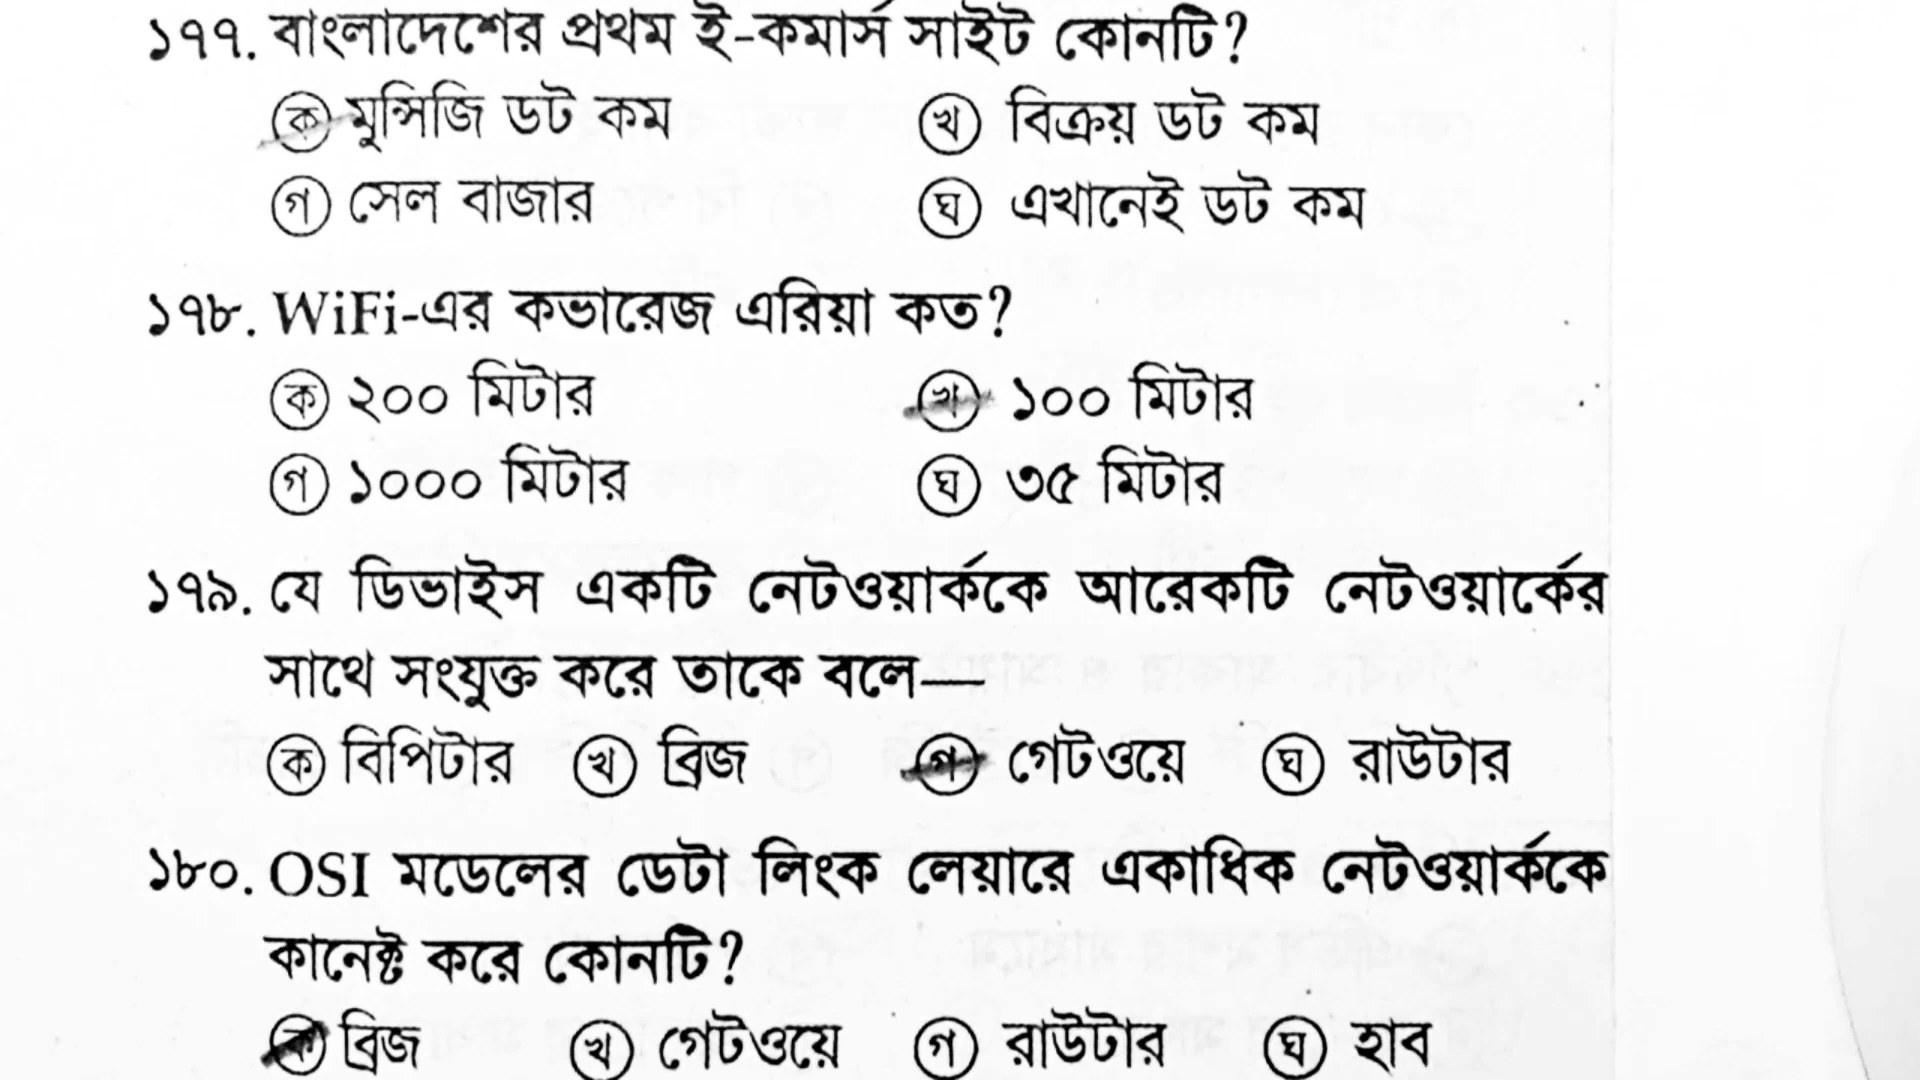 ১৭৭. বাংলাদেশের প্রথম ই-কমার্স সাইট কোনটি?
ক মুন্সিজি ডট কম খ বিক্রয় ডট কম
গ সেল বাজার ঘ এখানেই ডট কম
১৭৮. WiFi-এর কভারেজ এরিয়া কত?
ক ২০০ মিটার খ ১০০ মিটার
গ ১০০০ মিটার ঘ ৩৫ মিটার
১৭৯. যে ডিভাইস একটি নেটওয়ার্ককে আরেকটি নেটওয়ার্কের
সাথে সংযুক্ত করে তাকে বলে—
ক বিপিটার খ ব্রিজ গ গেটওয়ে ঘ রাউটার
১৮০. OSI মডেলের ডেটা লিংক লেয়ারে একাধিক নেটওয়ার্ককে
কানেক্ট করে কোনটি?
ক ব্রিজ খ গেটওয়ে গ রাউটার ঘ হাব